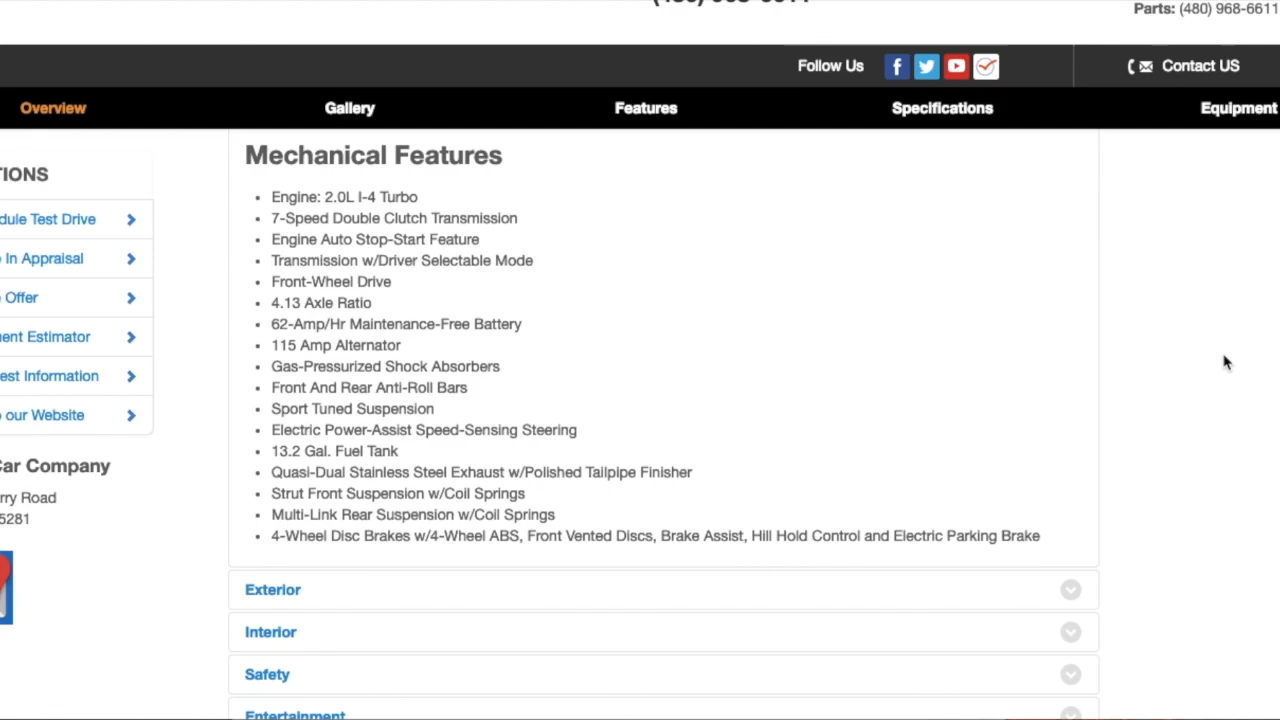 Parts: (480) 968-6611
Follow Us
Contact US
Overview
Gallery
Features
Specifications
Equipment
Mechanical Features
Engine: 2.0L I-4 Turbo
7-Speed Double Clutch Transmission
Engine Auto Stop-Start Feature
Transmission w/Driver Selectable Mode
Front-Wheel Drive
4.13 Axle Ratio
62-Amp/Hr Maintenance-Free Battery
115 Amp Alternator
Gas-Pressurized Shock Absorbers
Front And Rear Anti-Roll Bars
Sport Tuned Suspension
Electric Power-Assist Speed-Sensing Steering
13.2 Gal. Fuel Tank
Quasi-Dual Stainless Steel Exhaust w/Polished Tailpipe Finisher
Strut Front Suspension w/Coil Springs
Multi-Link Rear Suspension w/Coil Springs
4-Wheel Disc Brakes w/4-Wheel ABS, Front Vented Discs, Brake Assist, Hill Hold Control and Electric Parking Brake
Exterior
Interior
Safety
Entertainment
TIONS
dule Test Drive
In Appraisal
Offer
ent Estimator
est Information
our Website
Car Company
rry Road
5281